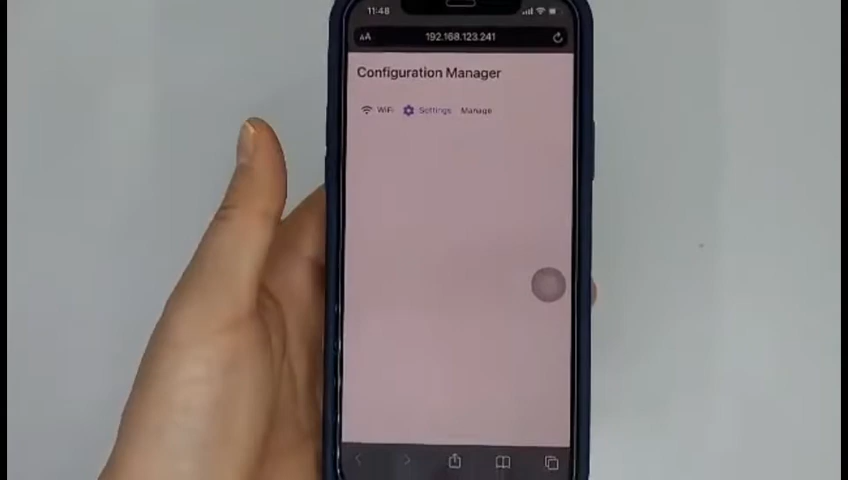 11:48
AA 192.168.123.241
Configuration Manager
WiFi Settings Manage